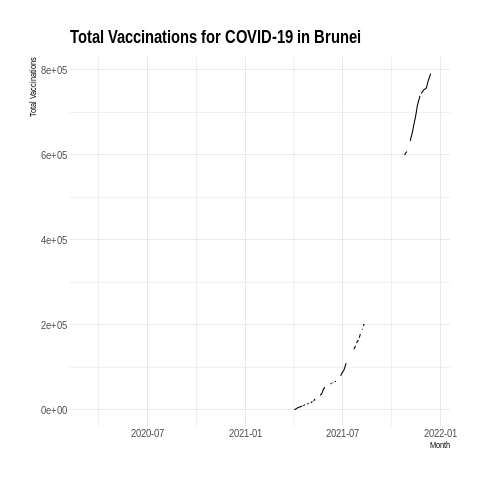 Total Vaccinations for COVID-19 in Brunei
Total Vaccinations
8e+05
6e+05
4e+05
2e+05
0e+00
2020-07
2021-01
2021-07
2022-01
Month